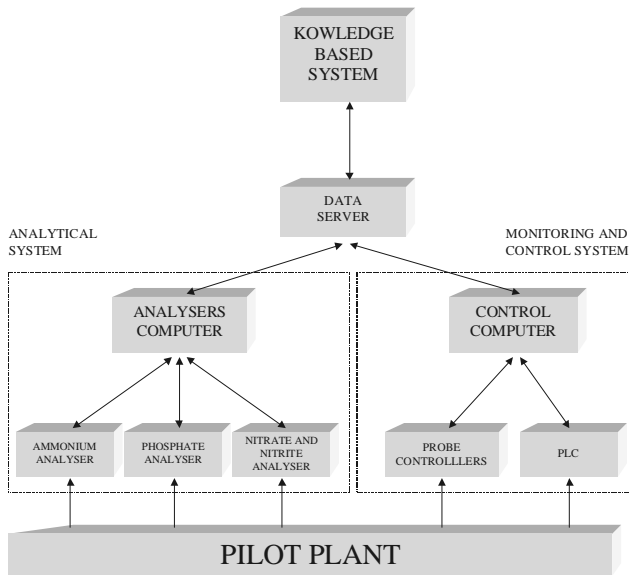 KOWLEDGE
BASED
SYSTEM
DATA
SERVER
ANALYTICAL
SYSTEM
MONITORING AND
CONTROL SYSTEM
ANALYSERS
COMPUTER
CONTROL
COMPUTER
AMMONIUM
ANALYSER
PHOSPHATE
ANALYSER
NITRATE AND
NITRITE
ANALYSER
PROBE
CONTROLLLERS
PLC
PILOT PLANT